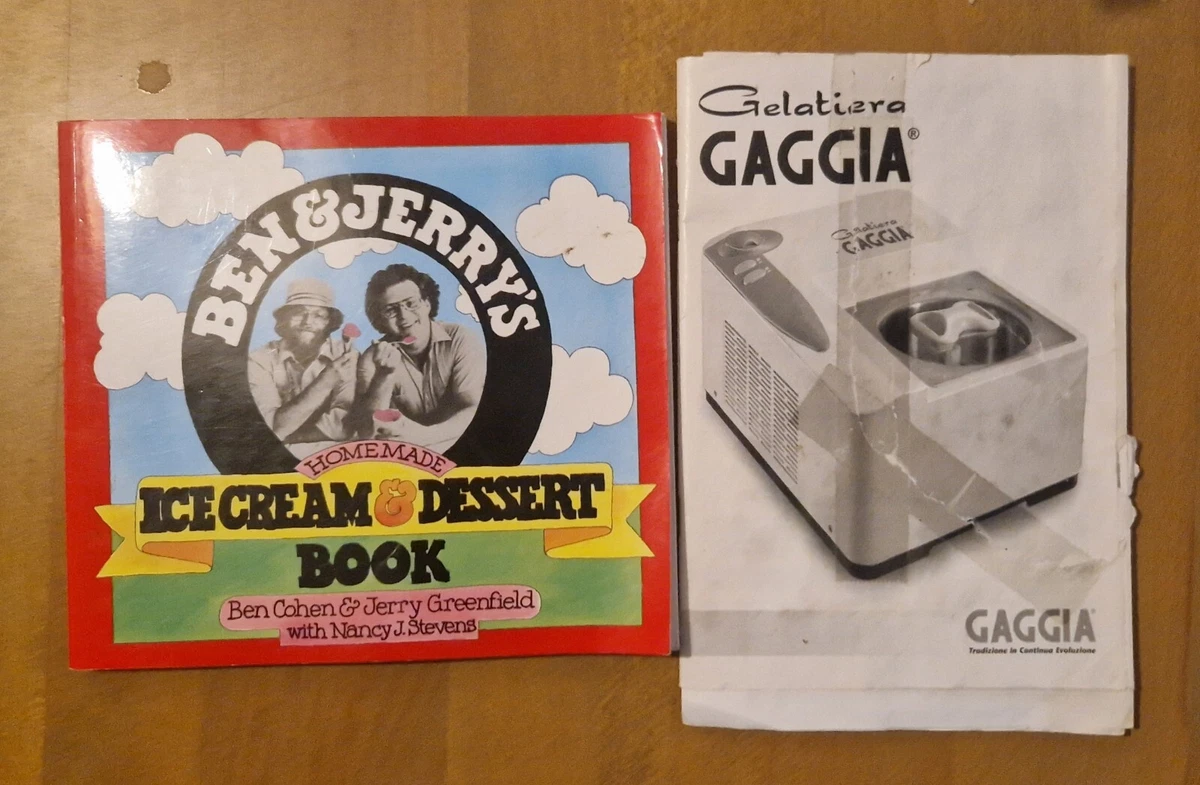 BEN & JERRY'S
HOMEMADE
ICE CREAM & DESSERT
BOOK
Ben Cohen & Jerry Greenfield
with Nancy J. Stevens
Gelatiera
GAGGIA®
Gelatiera
GAGGIA
GAGGIA®
Tradizione in Continua Evoluzione